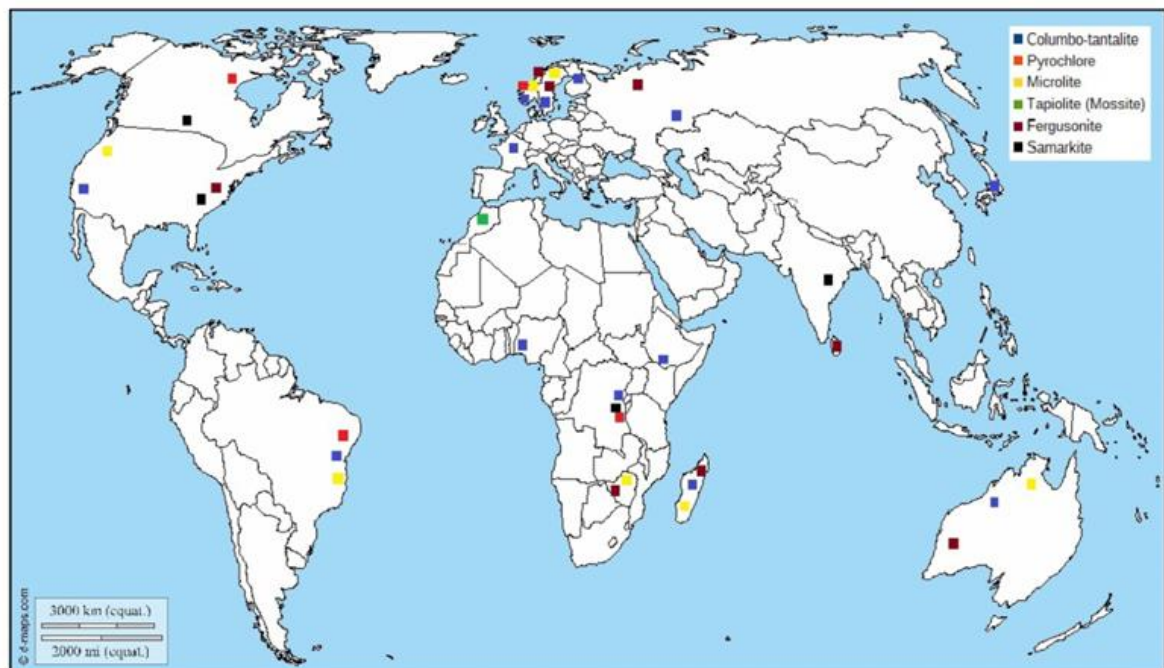 Columbo-tantalite
Pyrochlore
Microlite
Tapiolite (Mossite)
Fergusonite
Samarkite
3000 km (equat.)
2000 mi (equat.)
© d-maps.com